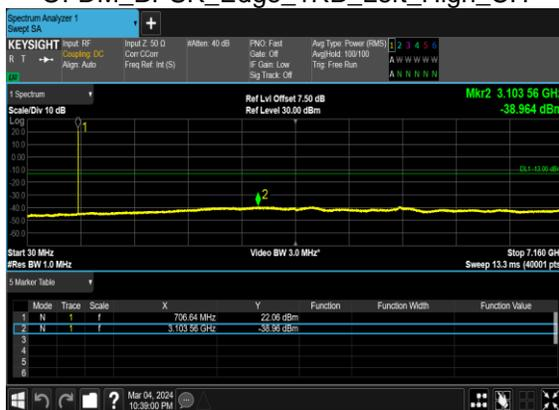 Spectrum Analyzer 1
Swept SA
+
KEYSIGHT Input: RF Input Z: 50 Ω #Atten: 40 dB PNO: Fast Avg Type: Power (RMS) 1 2 3 4 5 6
R T Coupling: DC Corr CCorr Gate: Off Avg|Hold: 100/100 A W W W W W
Align: Auto Freq Ref: Int (S) IF Gain: Low Trig: Free Run A N N N N N
Sig Track: Off
1 Spectrum Ref Lvl Offset 7.50 dB Mkr2 3.103 56 GHz
Scale/Div 10 dB Ref Level 30.00 dBm -38.964 dBm
Log
1
20.0
10.0
0.00
-10.0
DL1 -13.00 dBm
-20.0
-30.0
2
-40.0
-50.0
-60.0
Start 30 MHz Video BW 3.0 MHz* Stop 7.160 GHz
#Res BW 1.0 MHz Sweep 13.3 ms (40001 pts)
5 Marker Table
Mode Trace Scale X Y Function Function Width Function Value
1 N 1 f 706.64 MHz 22.06 dBm
2 N 1 f 3.103 56 GHz -38.96 dBm
3
4
5
6
? Mar 04, 2024
10:39:00 PM